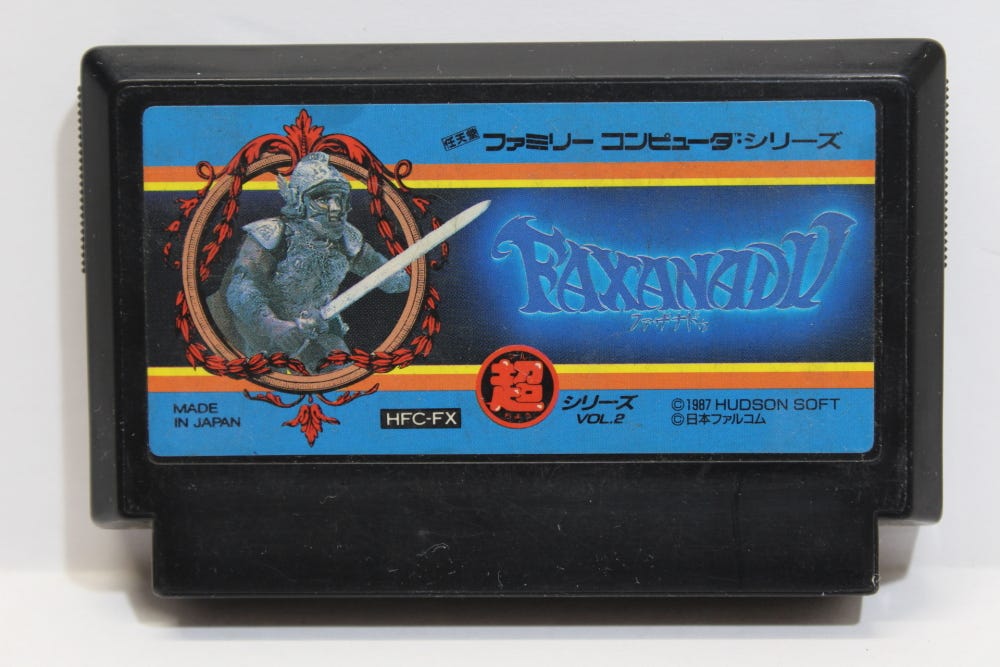 任天堂 ファミリー コンピュータ™シリーズ
FAXANADU
ファザナドゥ
MADE
IN JAPAN
HFC-FX
超
シリーズ
VOL.2
©1987 HUDSON SOFT
©日本ファルコム